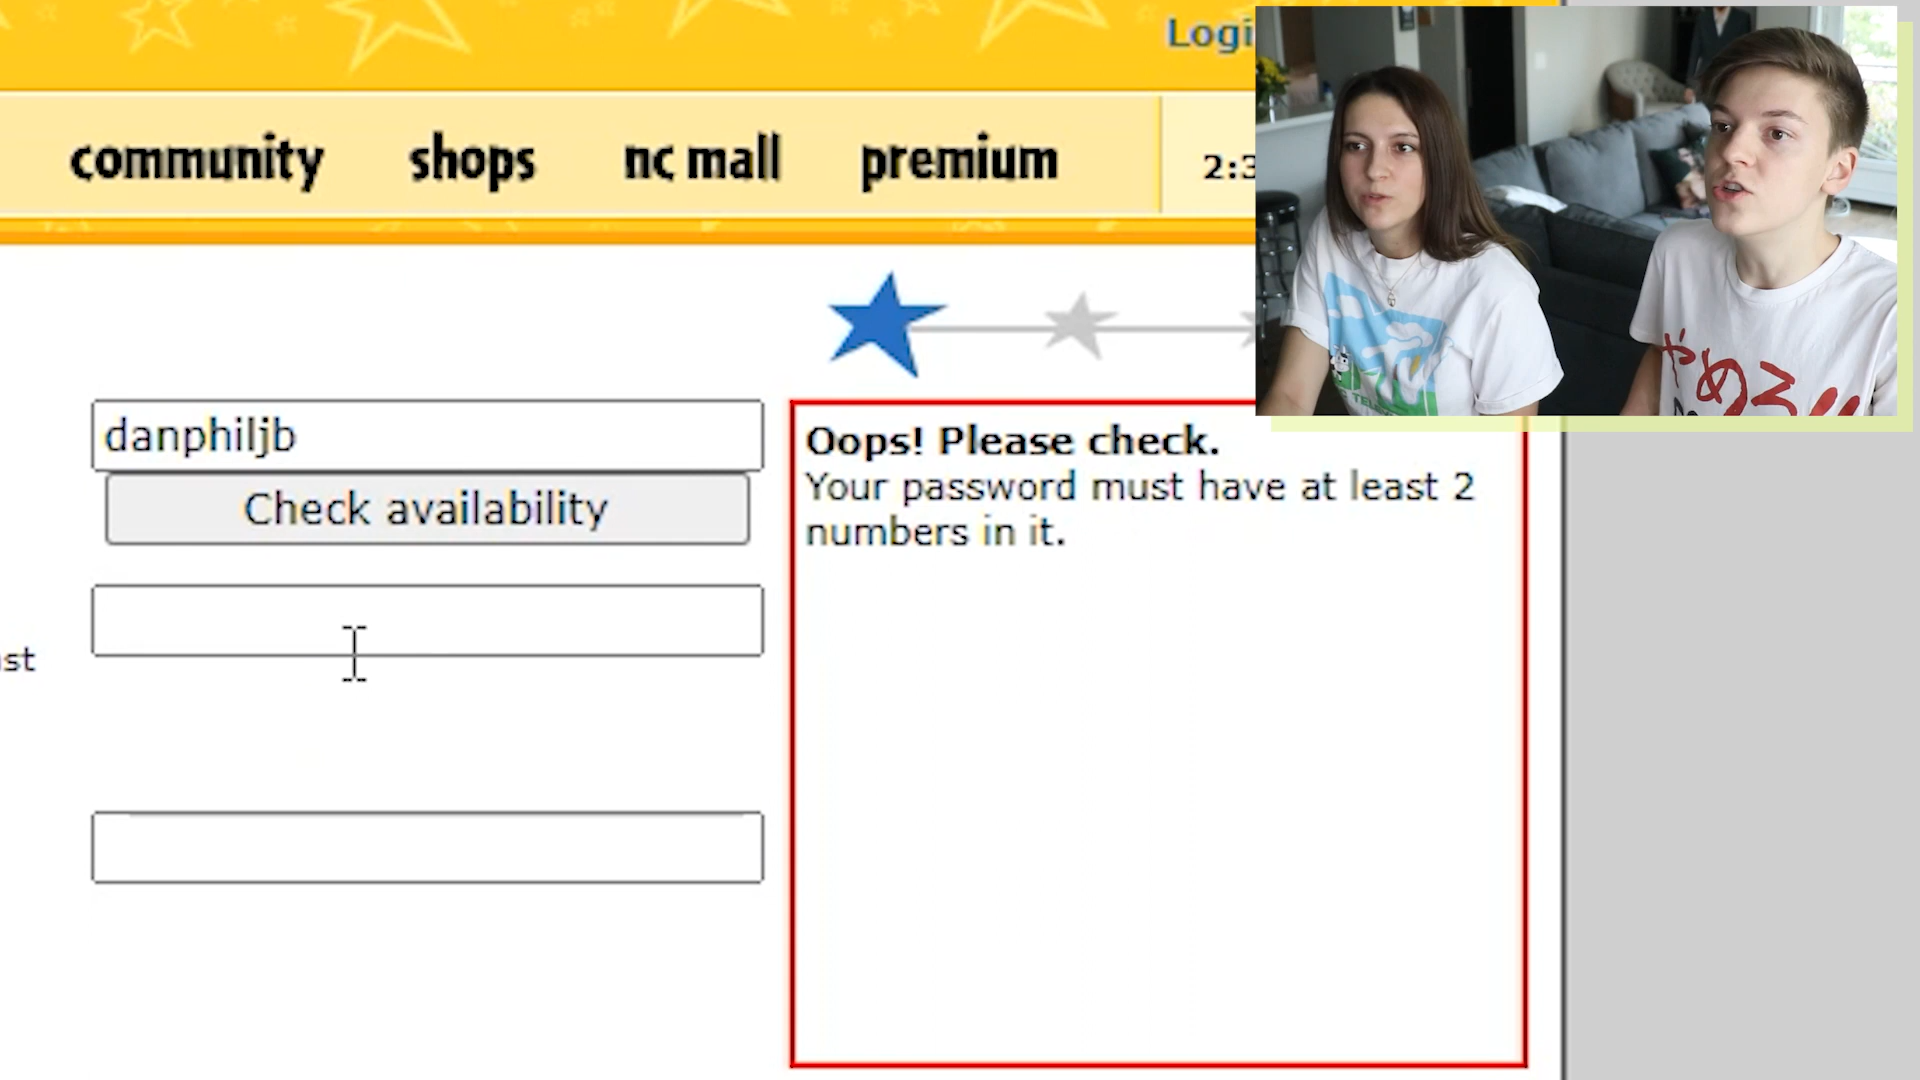 Logi
community shops nc mall premium
2:3
danphiljb
Check availability
Oops! Please check.
Your password must have at least 2
numbers in it.
st
やめろ!!